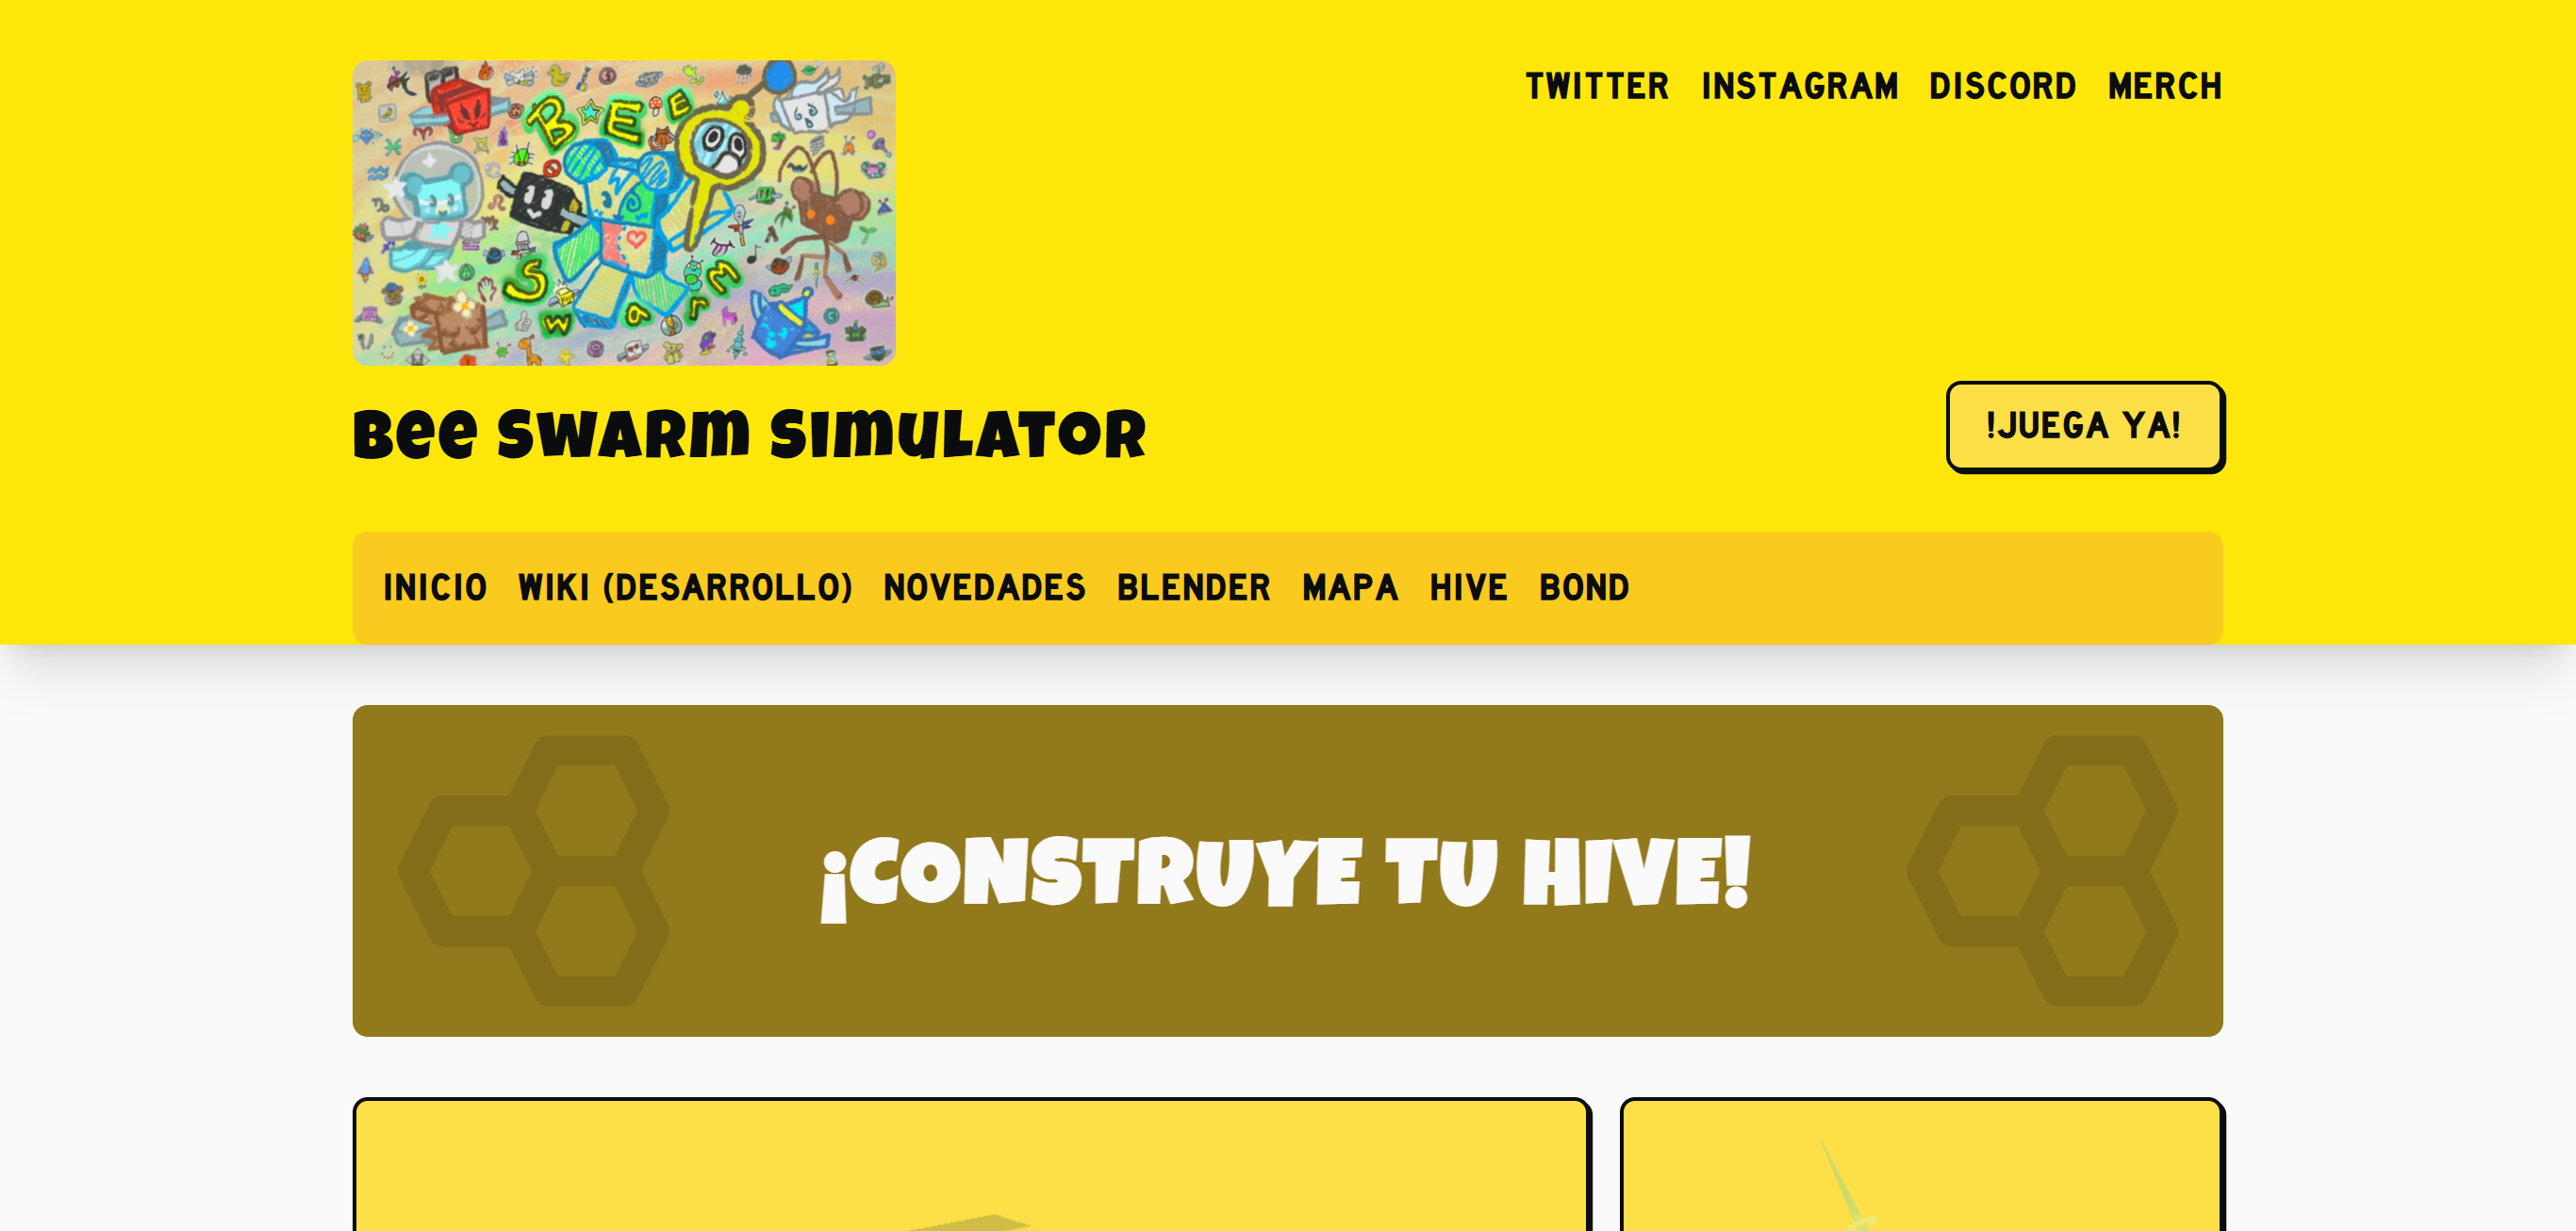 BEE
SwarM
TWITTER INSTAGRAM DISCORD MERCH
Bee Swarm Simulator
!JUEGA YA!
INICIO WIKI (DESARROLLO) NOVEDADES BLENDER MAPA HIVE BOND
¡CONSTRUYE TU HIVE!